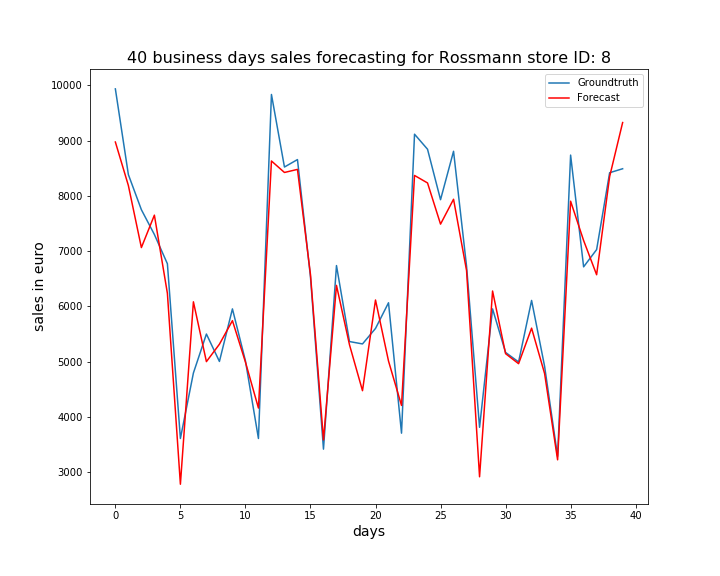 40 business days sales forecasting for Rossmann store ID: 8
Groundtruth
Forecast
10000
9000
8000
7000
6000
5000
4000
3000
sales in euro
0 5 10 15 20 25 30 35 40
days